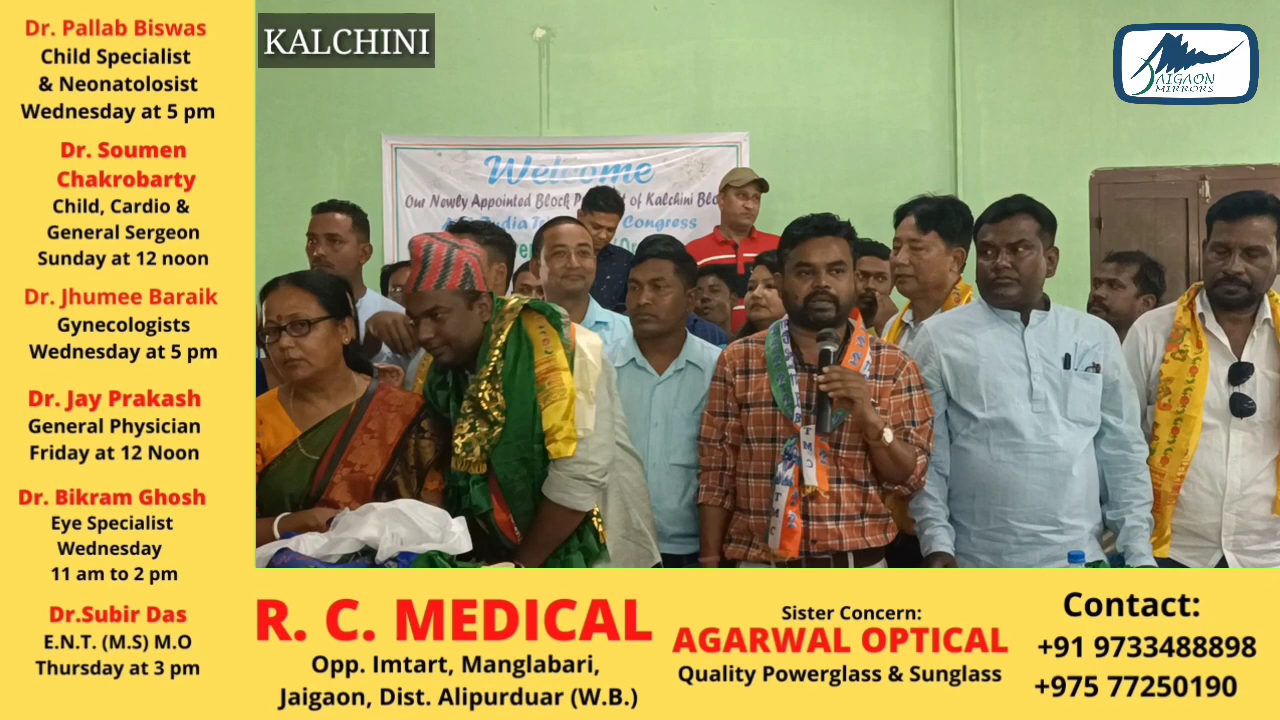 Dr. Pallab Biswas
Child Specialist
& Neonatolosist
Wednesday at 5 pm
Dr. Soumen
Chakrobarty
Child, Cardio &
General Sergeon
Sunday at 12 noon
Dr. Jhumee Baraik
Gynecologists
Wednesday at 5 pm
Dr. Jay Prakash
General Physician
Friday at 12 Noon
Dr. Bikram Ghosh
Eye Specialist
Wednesday
11 am to 2 pm
Dr.Subir Das
E.N.T. (M.S) M.O
Thursday at 3 pm
KALCHINI
JAIGAON
MIRRORS
Welcome
Our Newly Appointed Block of Kalchini
India Congress
TMC
TMC
R. C. MEDICAL
Opp. Imtart, Manglabari,
Jaigaon, Dist. Alipurduar (W.B.)
Sister Concern:
AGARWAL OPTICAL
Quality Powerglass & Sunglass
Contact:
+91 9733488898
+975 77250190